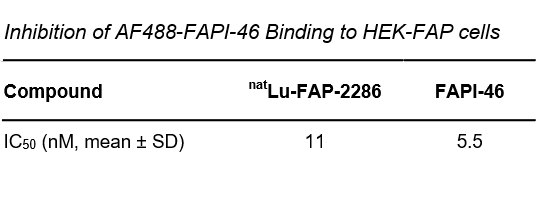 Inhibition of AF488-FAPI-46 Binding to HEK-FAP cells
Compound natLu-FAP-2286 FAPI-46
IC50 (nM, mean ± SD) 11 5.5